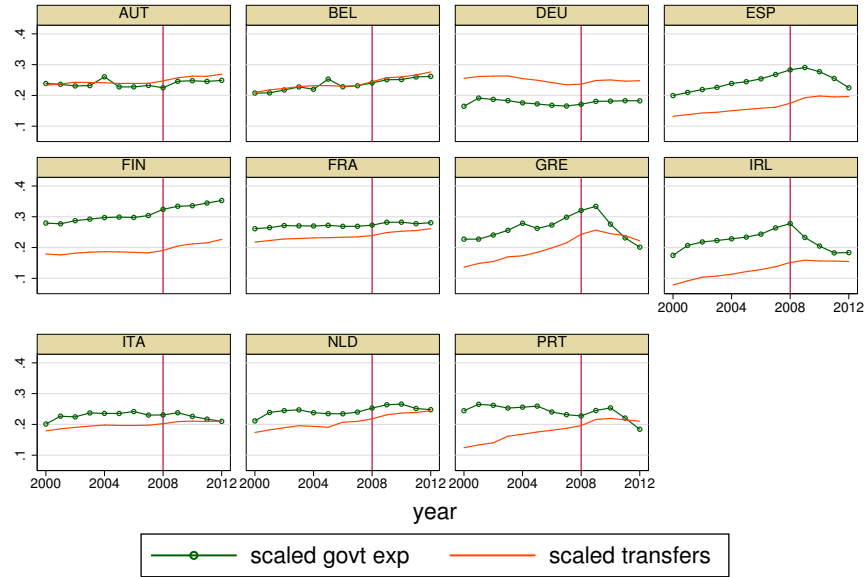 AUT BEL DEU ESP
.4
.3
.2
.1
FIN FRA GRE IRL
.4
.3
.2
.1
2000 2004 2008 2012
ITA NLD PRT
.4
.3
.2
.1
2000 2004 2008 2012 2000 2004 2008 2012 2000 2004 2008 2012
year
scaled govt exp scaled transfers